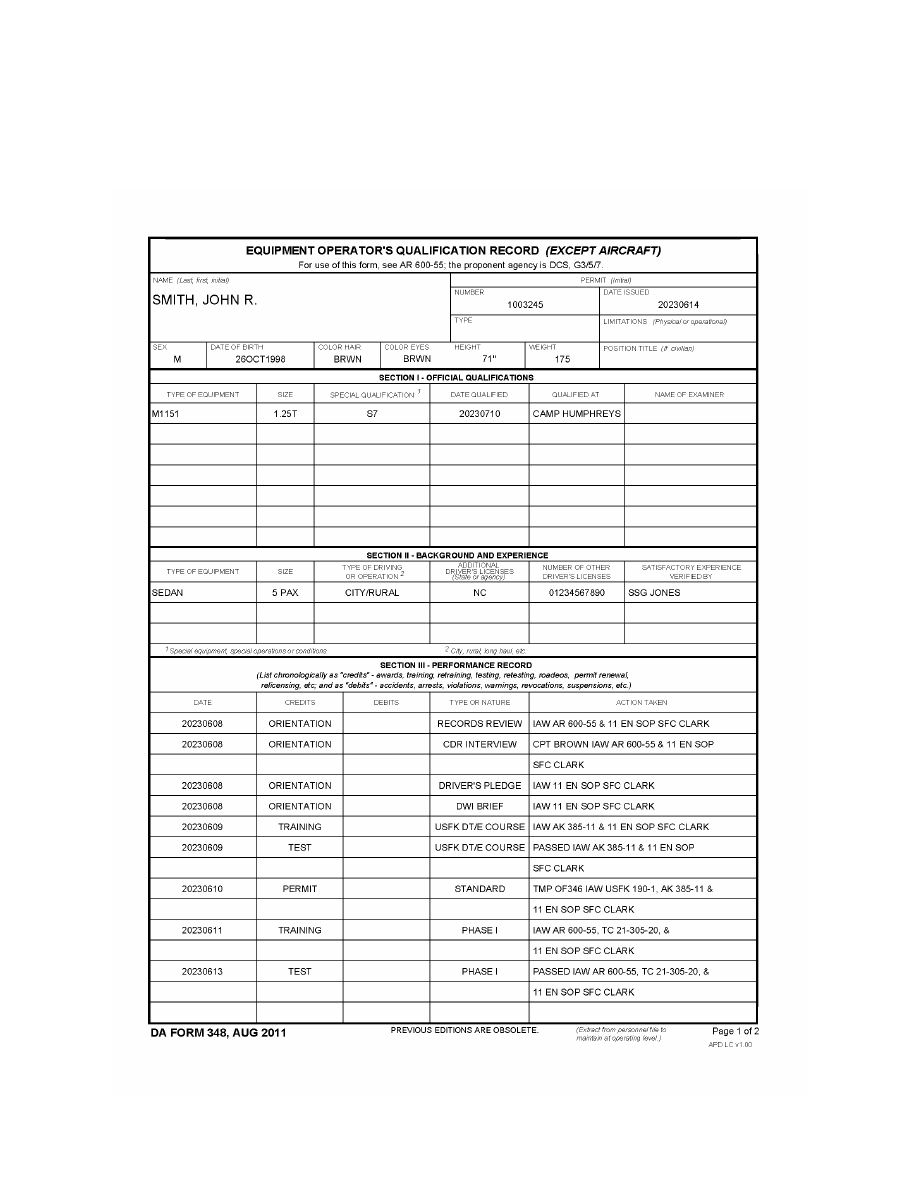 EQUIPMENT OPERATOR'S QUALIFICATION RECORD (EXCEPT AIRCRAFT)
For use of this form, see AR 600-55; the proponent agency is DCS, G3/5/7.
NAME (Last, first, initial)
SMITH, JOHN R.
PERMIT (Initial)
NUMBER
1003245
DATE ISSUED
20230614
TYPE
LIMITATIONS (Physical or operational)
SEX
M
DATE OF BIRTH
26OCT1998
COLOR HAIR
BRWN
COLOR EYES
BRWN
HEIGHT
71"
WEIGHT
175
POSITION TITLE (If civilian)
SECTION I - OFFICIAL QUALIFICATIONS
TYPE OF EQUIPMENT SIZE SPECIAL QUALIFICATION 1 DATE QUALIFIED QUALIFIED AT NAME OF EXAMINER
M1151 1.25T S7 20230710 CAMP HUMPHREYS
SECTION II - BACKGROUND AND EXPERIENCE
TYPE OF EQUIPMENT SIZE
TYPE OF DRIVING
OR OPERATION 2
ADDITIONAL
DRIVER'S LICENSES
(State or agency)
NUMBER OF OTHER
DRIVER'S LICENSES
SATISFACTORY EXPERIENCE
VERIFIED BY
SEDAN 5 PAX CITY/RURAL NC 01234567890 SSG JONES
1 Special equipment, special operations or conditions 2 City, rural, long haul, etc.
SECTION III - PERFORMANCE RECORD
(List chronologically as "credits" - awards, training, retraining, testing, retesting, roadeos, permit renewal,
relicensing, etc; and as "debits" - accidents, arrests, violations, warnings, revocations, suspensions, etc.)
DATE CREDITS DEBITS TYPE OR NATURE ACTION TAKEN
20230608 ORIENTATION RECORDS REVIEW IAW AR 600-55 & 11 EN SOP SFC CLARK
20230608 ORIENTATION CDR INTERVIEW CPT BROWN IAW AR 600-55 & 11 EN SOP
SFC CLARK
20230608 ORIENTATION DRIVER'S PLEDGE IAW 11 EN SOP SFC CLARK
20230608 ORIENTATION DWI BRIEF IAW 11 EN SOP SFC CLARK
20230609 TRAINING USFK DT/E COURSE IAW AK 385-11 & 11 EN SOP SFC CLARK
20230609 TEST USFK DT/E COURSE PASSED IAW AK 385-11 & 11 EN SOP
SFC CLARK
20230610 PERMIT STANDARD TMP OF346 IAW USFK 190-1, AK 385-11 &
11 EN SOP SFC CLARK
20230611 TRAINING PHASE I IAW AR 600-55, TC 21-305-20, &
11 EN SOP SFC CLARK
20230613 TEST PHASE I PASSED IAW AR 600-55, TC 21-305-20, &
11 EN SOP SFC CLARK
DA FORM 348, AUG 2011
PREVIOUS EDITIONS ARE OBSOLETE.
(Extract from personnel file to
maintain at operating level.)
Page 1 of 2
APD LC v1.00